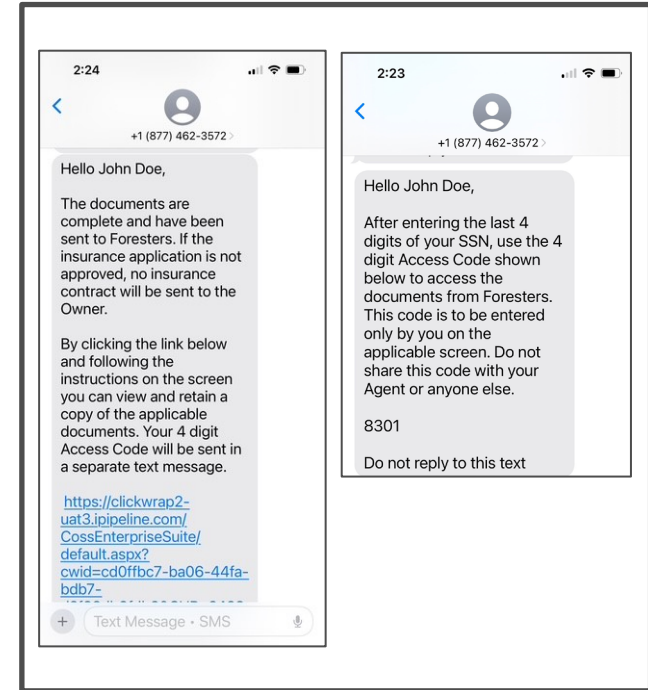 2:24
+1 (877) 462-3572
Hello John Doe,
The documents are
complete and have been
sent to Foresters. If the
insurance application is not
approved, no insurance
contract will be sent to the
Owner.
By clicking the link below
and following the
instructions on the screen
you can view and retain a
copy of the applicable
documents. Your 4 digit
Access Code will be sent in
a separate text message.
https://clickwrap2-
uat3.ipipeline.com/
CossEnterpriseSuite/
default.aspx?
cwid=cd0ffbc7-ba06-44fa-
bdb7-
Text Message • SMS
2:23
+1 (877) 462-3572
Hello John Doe,
After entering the last 4
digits of your SSN, use the 4
digit Access Code shown
below to access the
documents from Foresters.
This code is to be entered
only by you on the
applicable screen. Do not
share this code with your
Agent or anyone else.
8301
Do not reply to this text